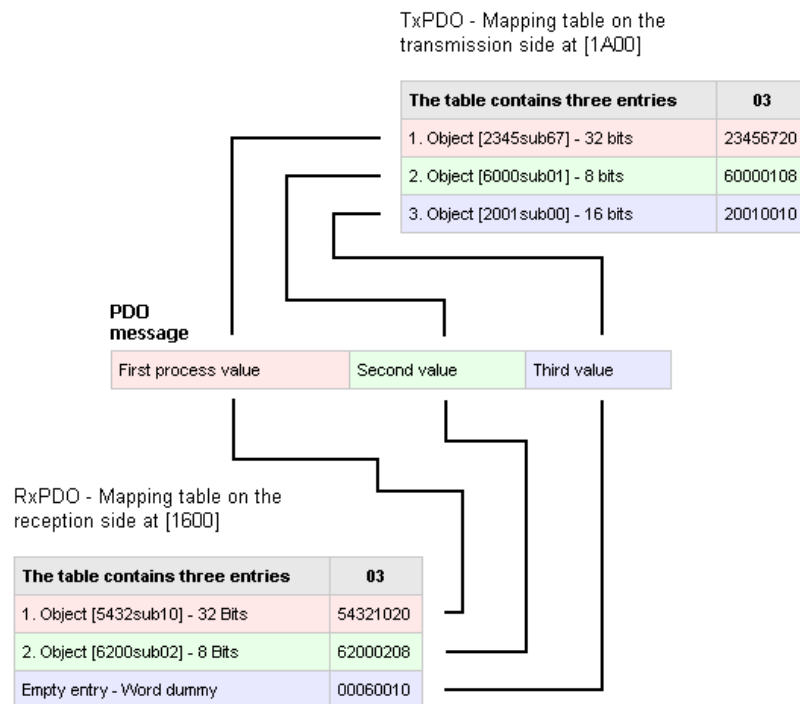 TxPDO - Mapping table on the
transmission side at [1A00]
The table contains three entries 03
1. Object [2345sub67] - 32 bits 23456720
2. Object [6000sub01] - 8 bits 60000108
3. Object [2001sub00] - 16 bits 20010010
PDO
message
First process value Second value Third value
RxPDO - Mapping table on the
reception side at [1600]
The table contains three entries 03
1. Object [5432sub10] - 32 Bits 54321020
2. Object [6200sub02] - 8 Bits 62000208
Empty entry - Word dummy 00060010